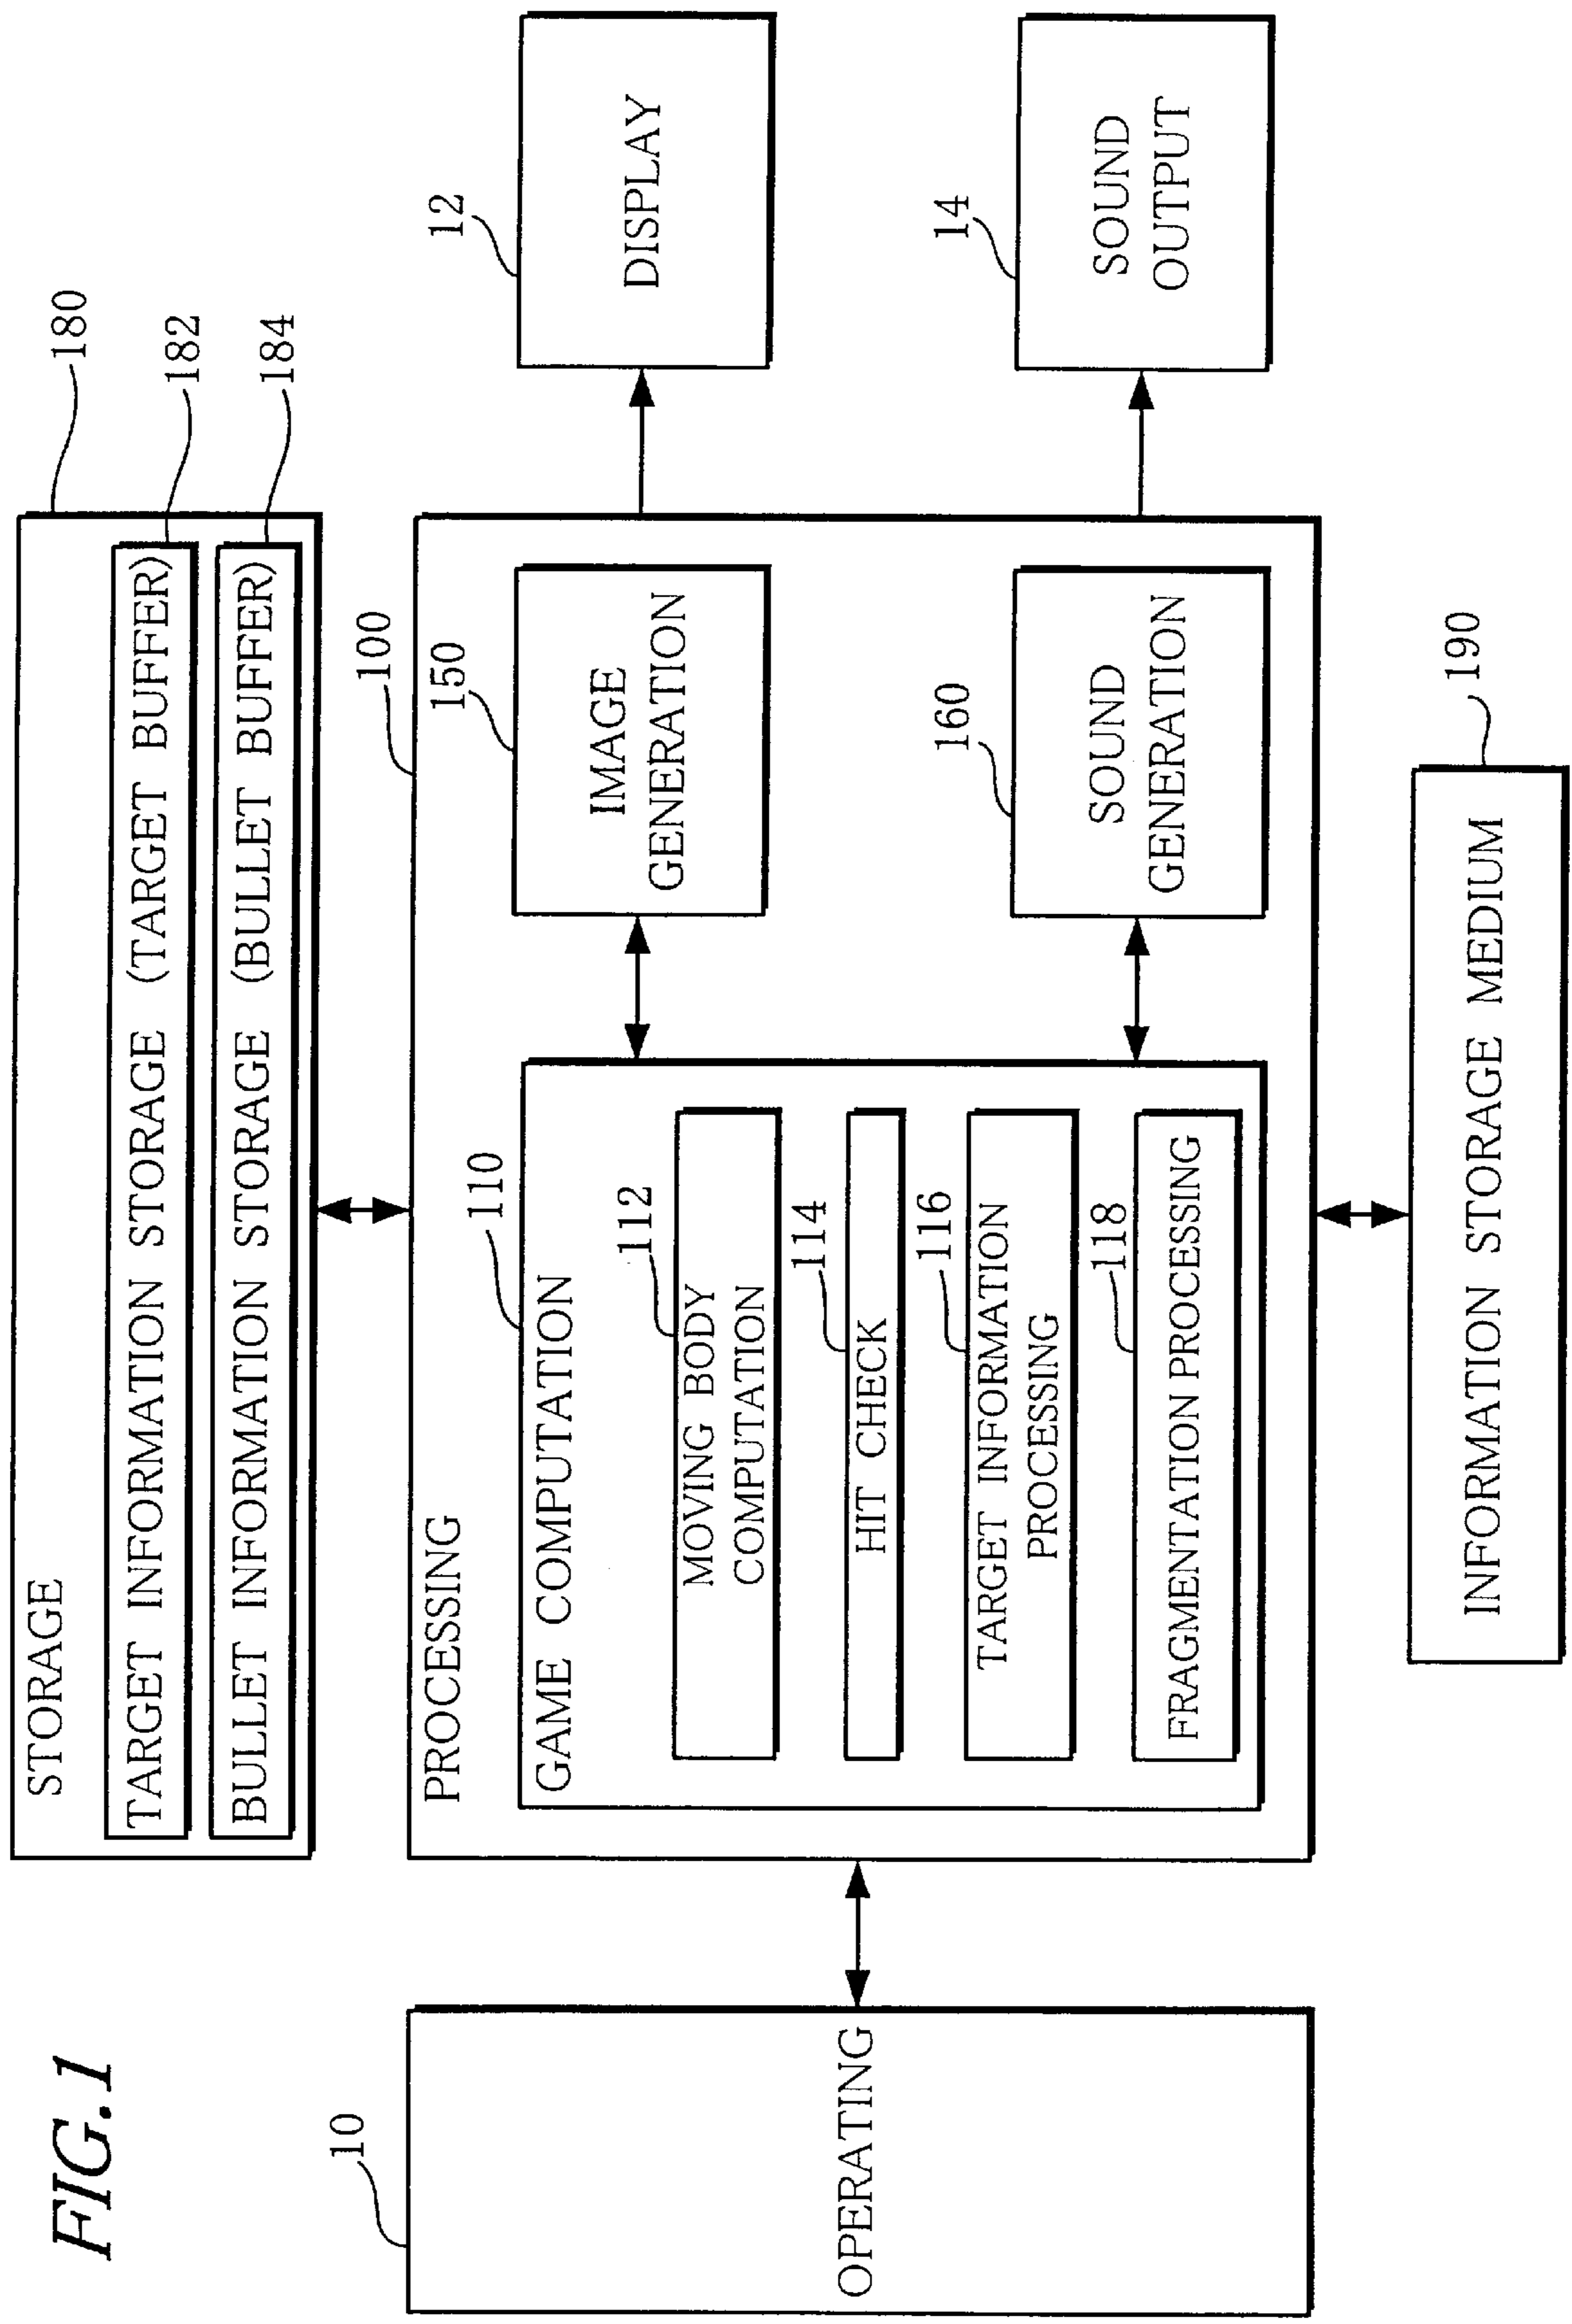 FIG.1
180
STORAGE
182
TARGET INFORMATION STORAGE (TARGET BUFFER)
184
BULLET INFORMATION STORAGE (BULLET BUFFER)
10
OPERATING
100
PROCESSING
110
GAME COMPUTATION
112
MOVING BODY
COMPUTATION
114
HIT CHECK
116
TARGET INFORMATION
PROCESSING
118
FRAGMENTATION PROCESSING
150
IMAGE
GENERATION
160
SOUND
GENERATION
12
DISPLAY
14
SOUND
OUTPUT
190
INFORMATION STORAGE MEDIUM